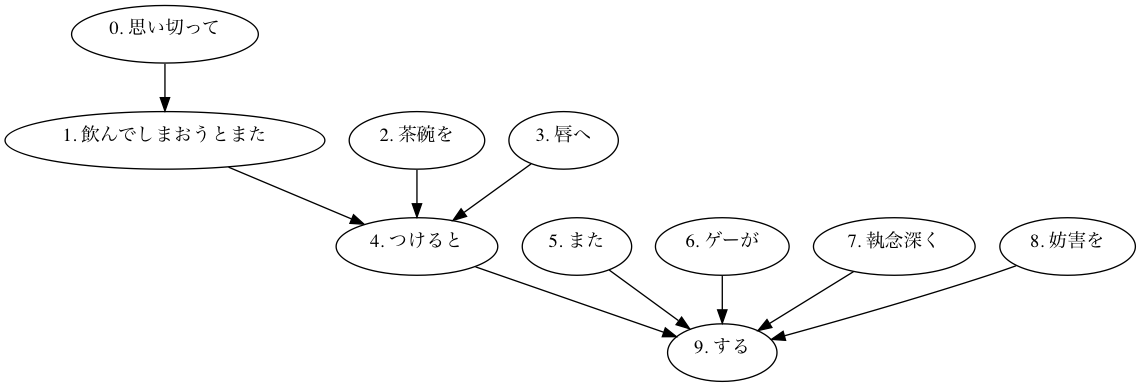 0. 思い切って
1. 飲んでしまおうとまた
2. 茶碗を
3. 唇へ
4. つけると
5. また
6. ゲーが
7. 執念深く
8. 妨害を
9. する